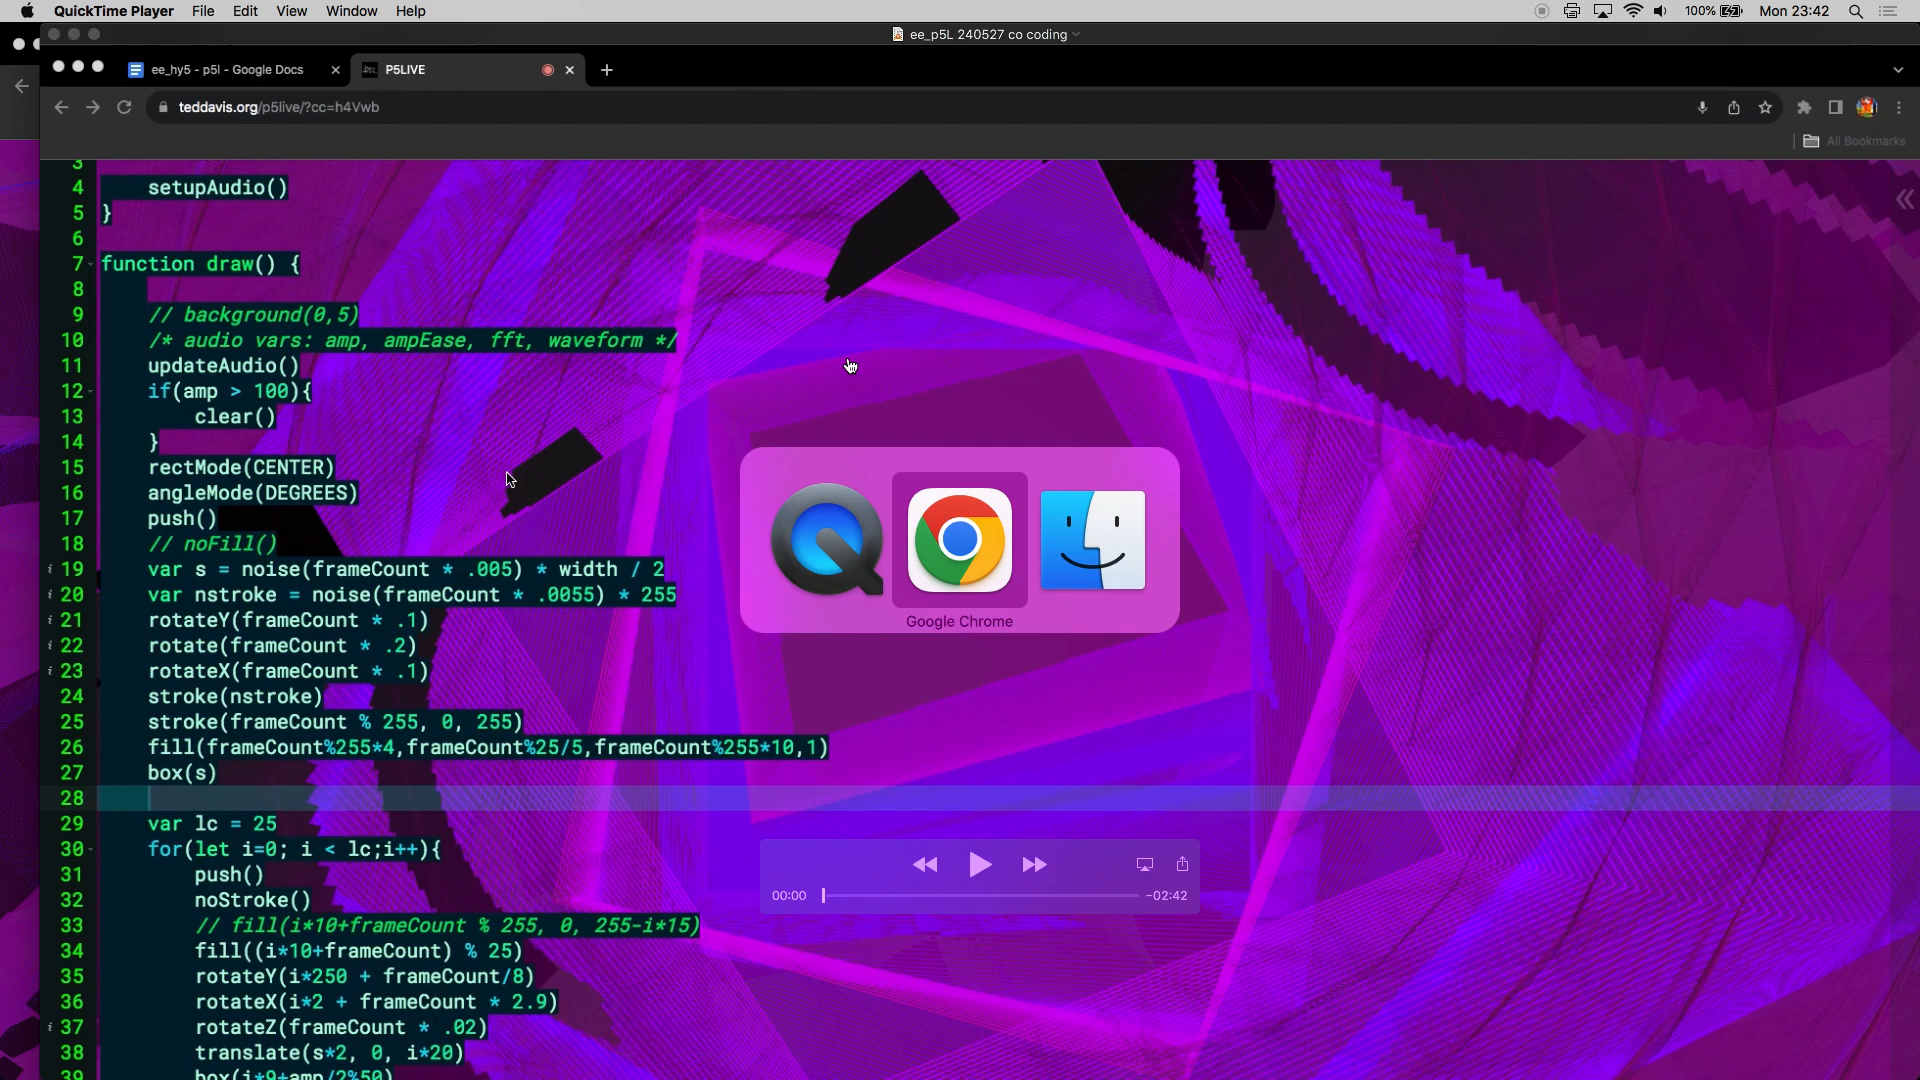 QuickTime Player File Edit View Window Help 100% Mon 23:42
ee_p5L 240527 co coding
ee_hy5 - p5l - Google Docs P5LIVE
teddavis.org/p5live/?cc=h4Vwb
All Bookmarks
3
4 setupAudio()
5 }
6
7 function draw() {
8
9 // background(0,5)
10 /* audio vars: amp, ampEase, fft, waveform */
11 updateAudio()
12 if(amp > 100){
13 clear()
14 }
15 rectMode(CENTER)
16 angleMode(DEGREES)
17 push()
18 // noFill()
i 19 var s = noise(frameCount * .005) * width / 2
i 20 var nstroke = noise(frameCount * .0055) * 255
i 21 rotateY(frameCount * .1)
i 22 rotate(frameCount * .2)
i 23 rotateX(frameCount * .1)
24 stroke(nstroke)
25 stroke(frameCount % 255, 0, 255)
26 fill(frameCount%255*4,frameCount%25/5,frameCount%255*10,1)
27 box(s)
28
29 var lc = 25
30 for(let i=0; i < lc;i++){
31 push()
32 noStroke()
33 // fill(i*10+frameCount % 255, 0, 255-i*15)
34 fill((i*10+frameCount) % 25)
35 rotateY(i*250 + frameCount/8)
36 rotateX(i*2 + frameCount * 2.9)
i 37 rotateZ(frameCount * .02)
38 translate(s*2, 0, i*20)
39 box(i*9+amp/2%50)
Google Chrome
00:00 -02:42